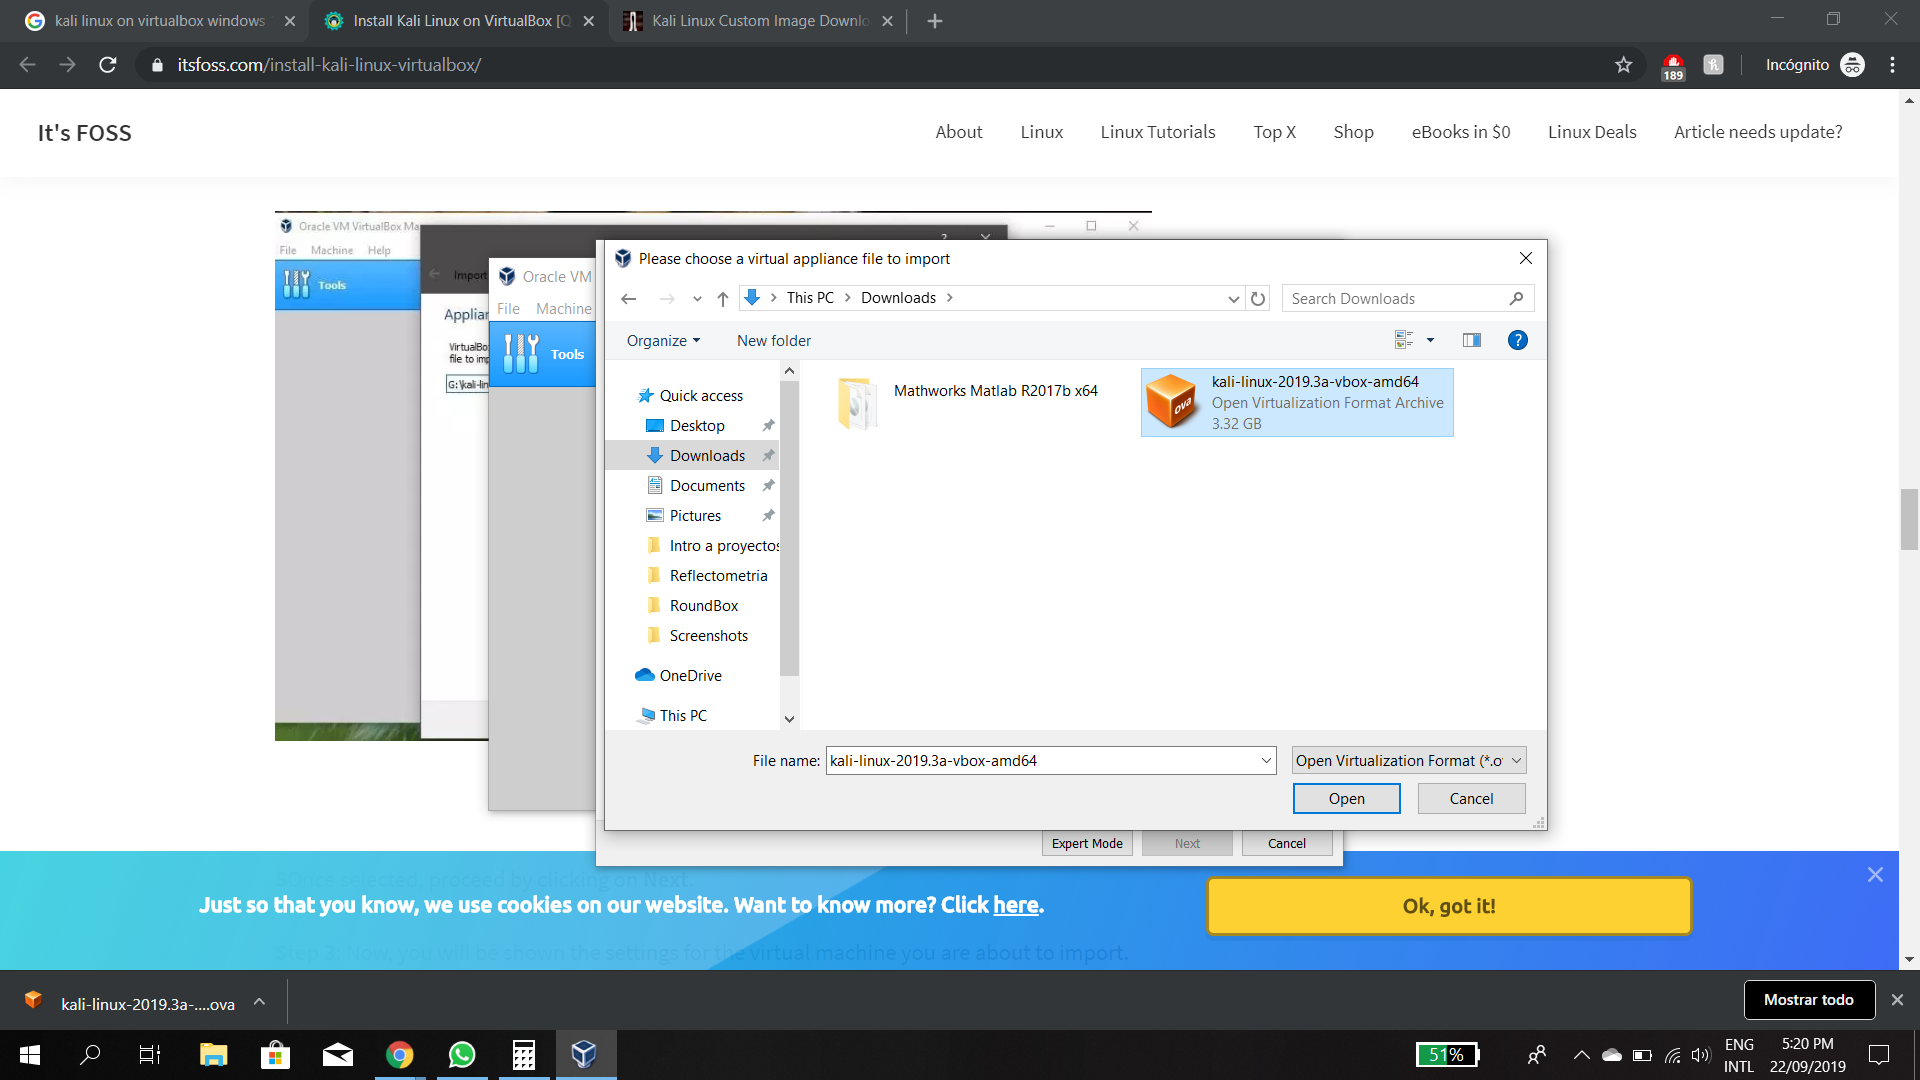 kali linux on virtualbox windows
Install Kali Linux on VirtualBox [Q
Kali Linux Custom Image Downlo
itsfoss.com/install-kali-linux-virtualbox/
189
Incógnito
It's FOSS
About
Linux
Linux Tutorials
Top X
Shop
eBooks in $0
Linux Deals
Article needs update?
Oracle VM VirtualBox Ma
File Machine Help
Tools
Import
Applian
VirtualBo
file to imp
G:\kali-lin
Oracle VM
File Machine
Tools
Please choose a virtual appliance file to import
This PC > Downloads >
Search Downloads
Organize
New folder
Quick access
Desktop
Downloads
Documents
Pictures
Intro a proyectos
Reflectometria
RoundBox
Screenshots
OneDrive
This PC
Mathworks Matlab R2017b x64
ova
kali-linux-2019.3a-vbox-amd64
Open Virtualization Format Archive
3.32 GB
File name: kali-linux-2019.3a-vbox-amd64
Open Virtualization Format (*.o
Open
Cancel
Expert Mode
Next
Cancel
Once selected, proceed by clicking on Next.
Just so that you know, we use cookies on our website. Want to know more? Click here.
Ok, got it!
Step 3: Now, you will be shown the settings for the virtual machine you are about to import.
kali-linux-2019.3a-....ova
Mostrar todo
51%
ENG
INTL
5:20 PM
22/09/2019